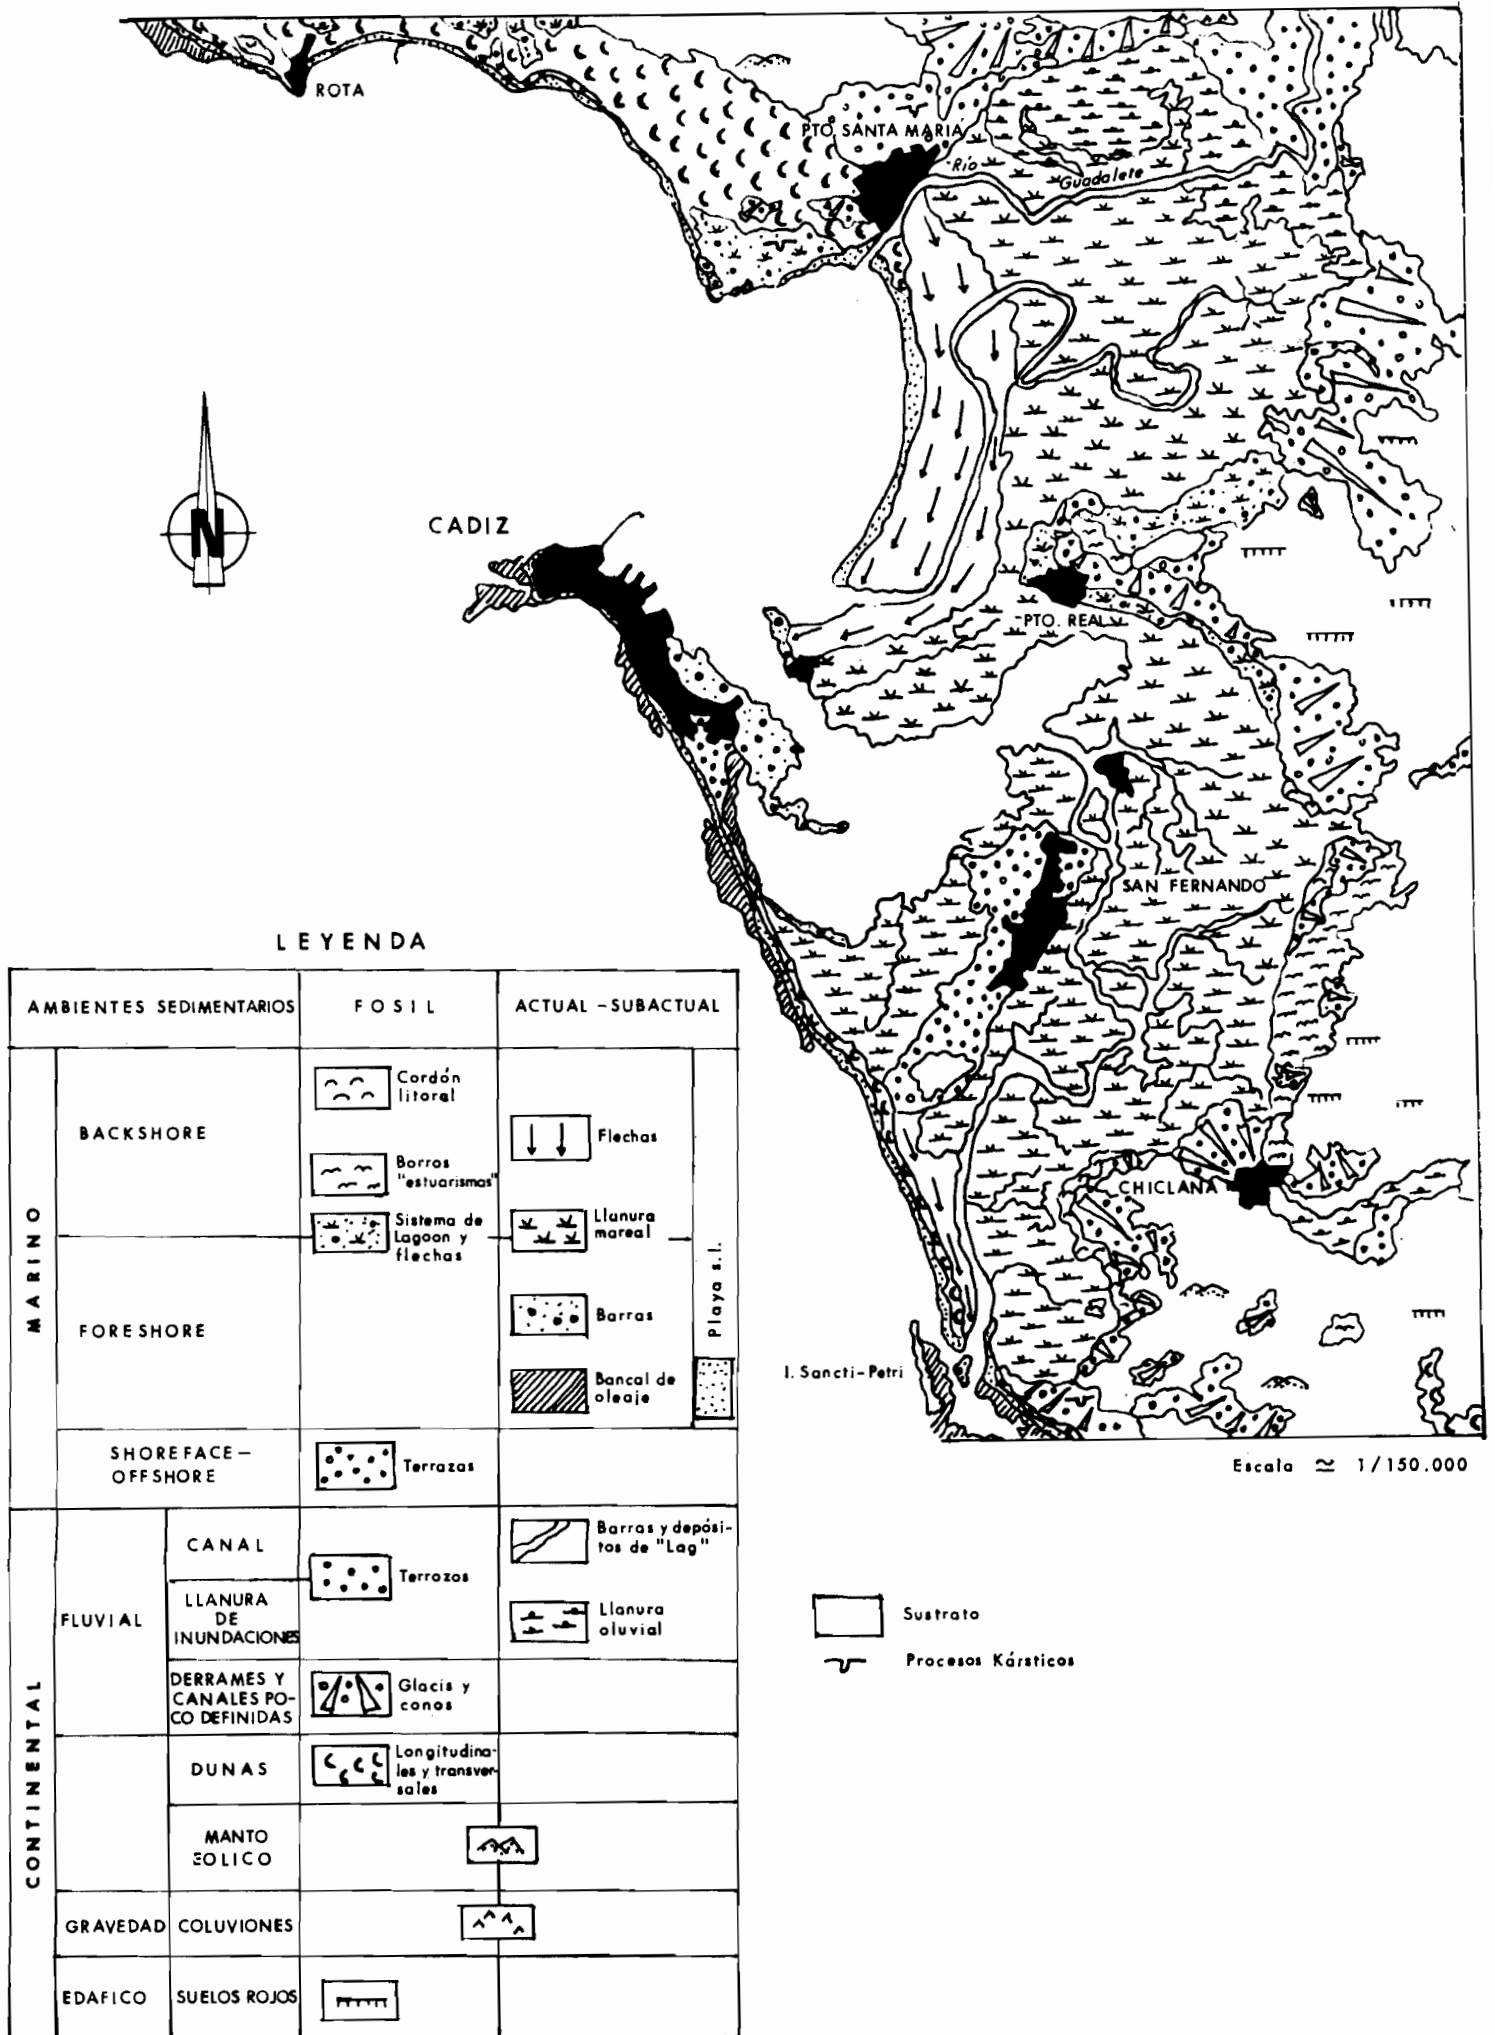 ROTA
PTO. SANTA MARIA
Río
Guadalete
CADIZ
N
PTO. REAL
SAN FERNANDO
CHICLANA
I. Sancti-Petri
Escala ≃ 1/150.000
LEYENDA
AMBIENTES SEDIMENTARIOS
FOSIL
ACTUAL - SUBACTUAL
MARINO
BACKSHORE
Cordón
litoral
Flechas
Borros
"estuarismas"
Sistema de
Lagoon y
flechas
Llanura
mareal
Playa s.l.
FORESHORE
Barras
Bancal de
oleaje
SHOREFACE-
OFFSHORE
Terrazas
CONTINENTAL
FLUVIAL
CANAL
Terrozos
Barras y depósi-
tos de "Lag"
LLANURA
DE
INUNDACIONES
Llanura
oluvial
DERRAMES Y
CANALES PO-
CO DEFINIDAS
Glacis y
conos
DUNAS
Longitudina-
les y transver-
sales
MANTO
EOLICO
GRAVEDAD
COLUVIONES
EDAFICO
SUELOS ROJOS
Sustrato
Procesos Kársticos